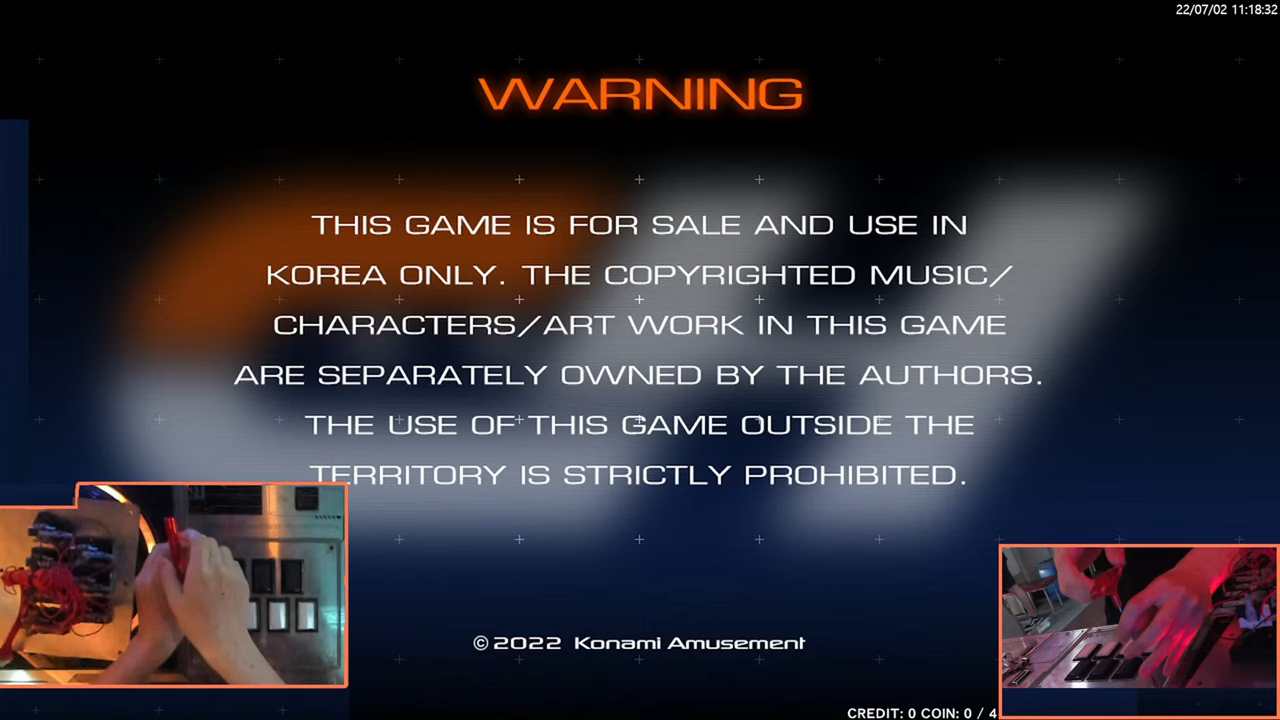 22/07/02 11:18:32
WARNING
THIS GAME IS FOR SALE AND USE IN
KOREA ONLY. THE COPYRIGHTED MUSIC/
CHARACTERS/ART WORK IN THIS GAME
ARE SEPARATELY OWNED BY THE AUTHORS.
THE USE OF THIS GAME OUTSIDE THE
TERRITORY IS STRICTLY PROHIBITED.
©2022 Konami Amusement
CREDIT: 0 COIN: 0 / 4